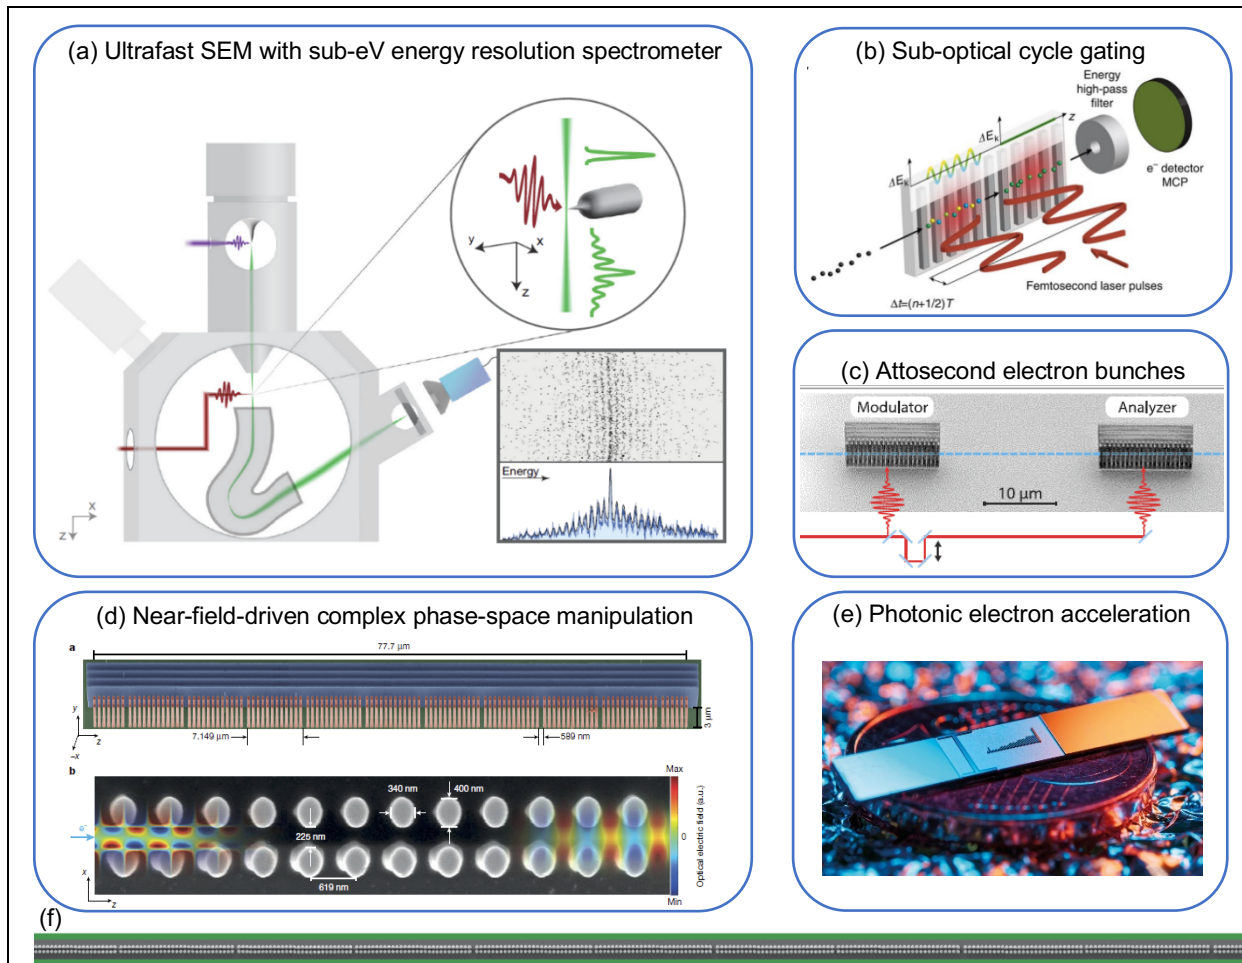 (a) Ultrafast SEM with sub-eV energy resolution spectrometer
y
x
z
x
z
Energy
(b) Sub-optical cycle gating
Energy
high-pass
filter
z
ΔEk
ΔEk
e− detector
MCP
Femtosecond laser pulses
Δt=(n+1/2)T
(c) Attosecond electron bunches
Modulator
Analyzer
10 μm
(d) Near-field-driven complex phase-space manipulation
a
77.7 μm
y
z
-x
7.149 μm
589 nm
3 μm
b
Max
340 nm
400 nm
e−
225 nm
0
619 nm
Optical electric field (a.u.)
x
z
Min
(e) Photonic electron acceleration
(f)